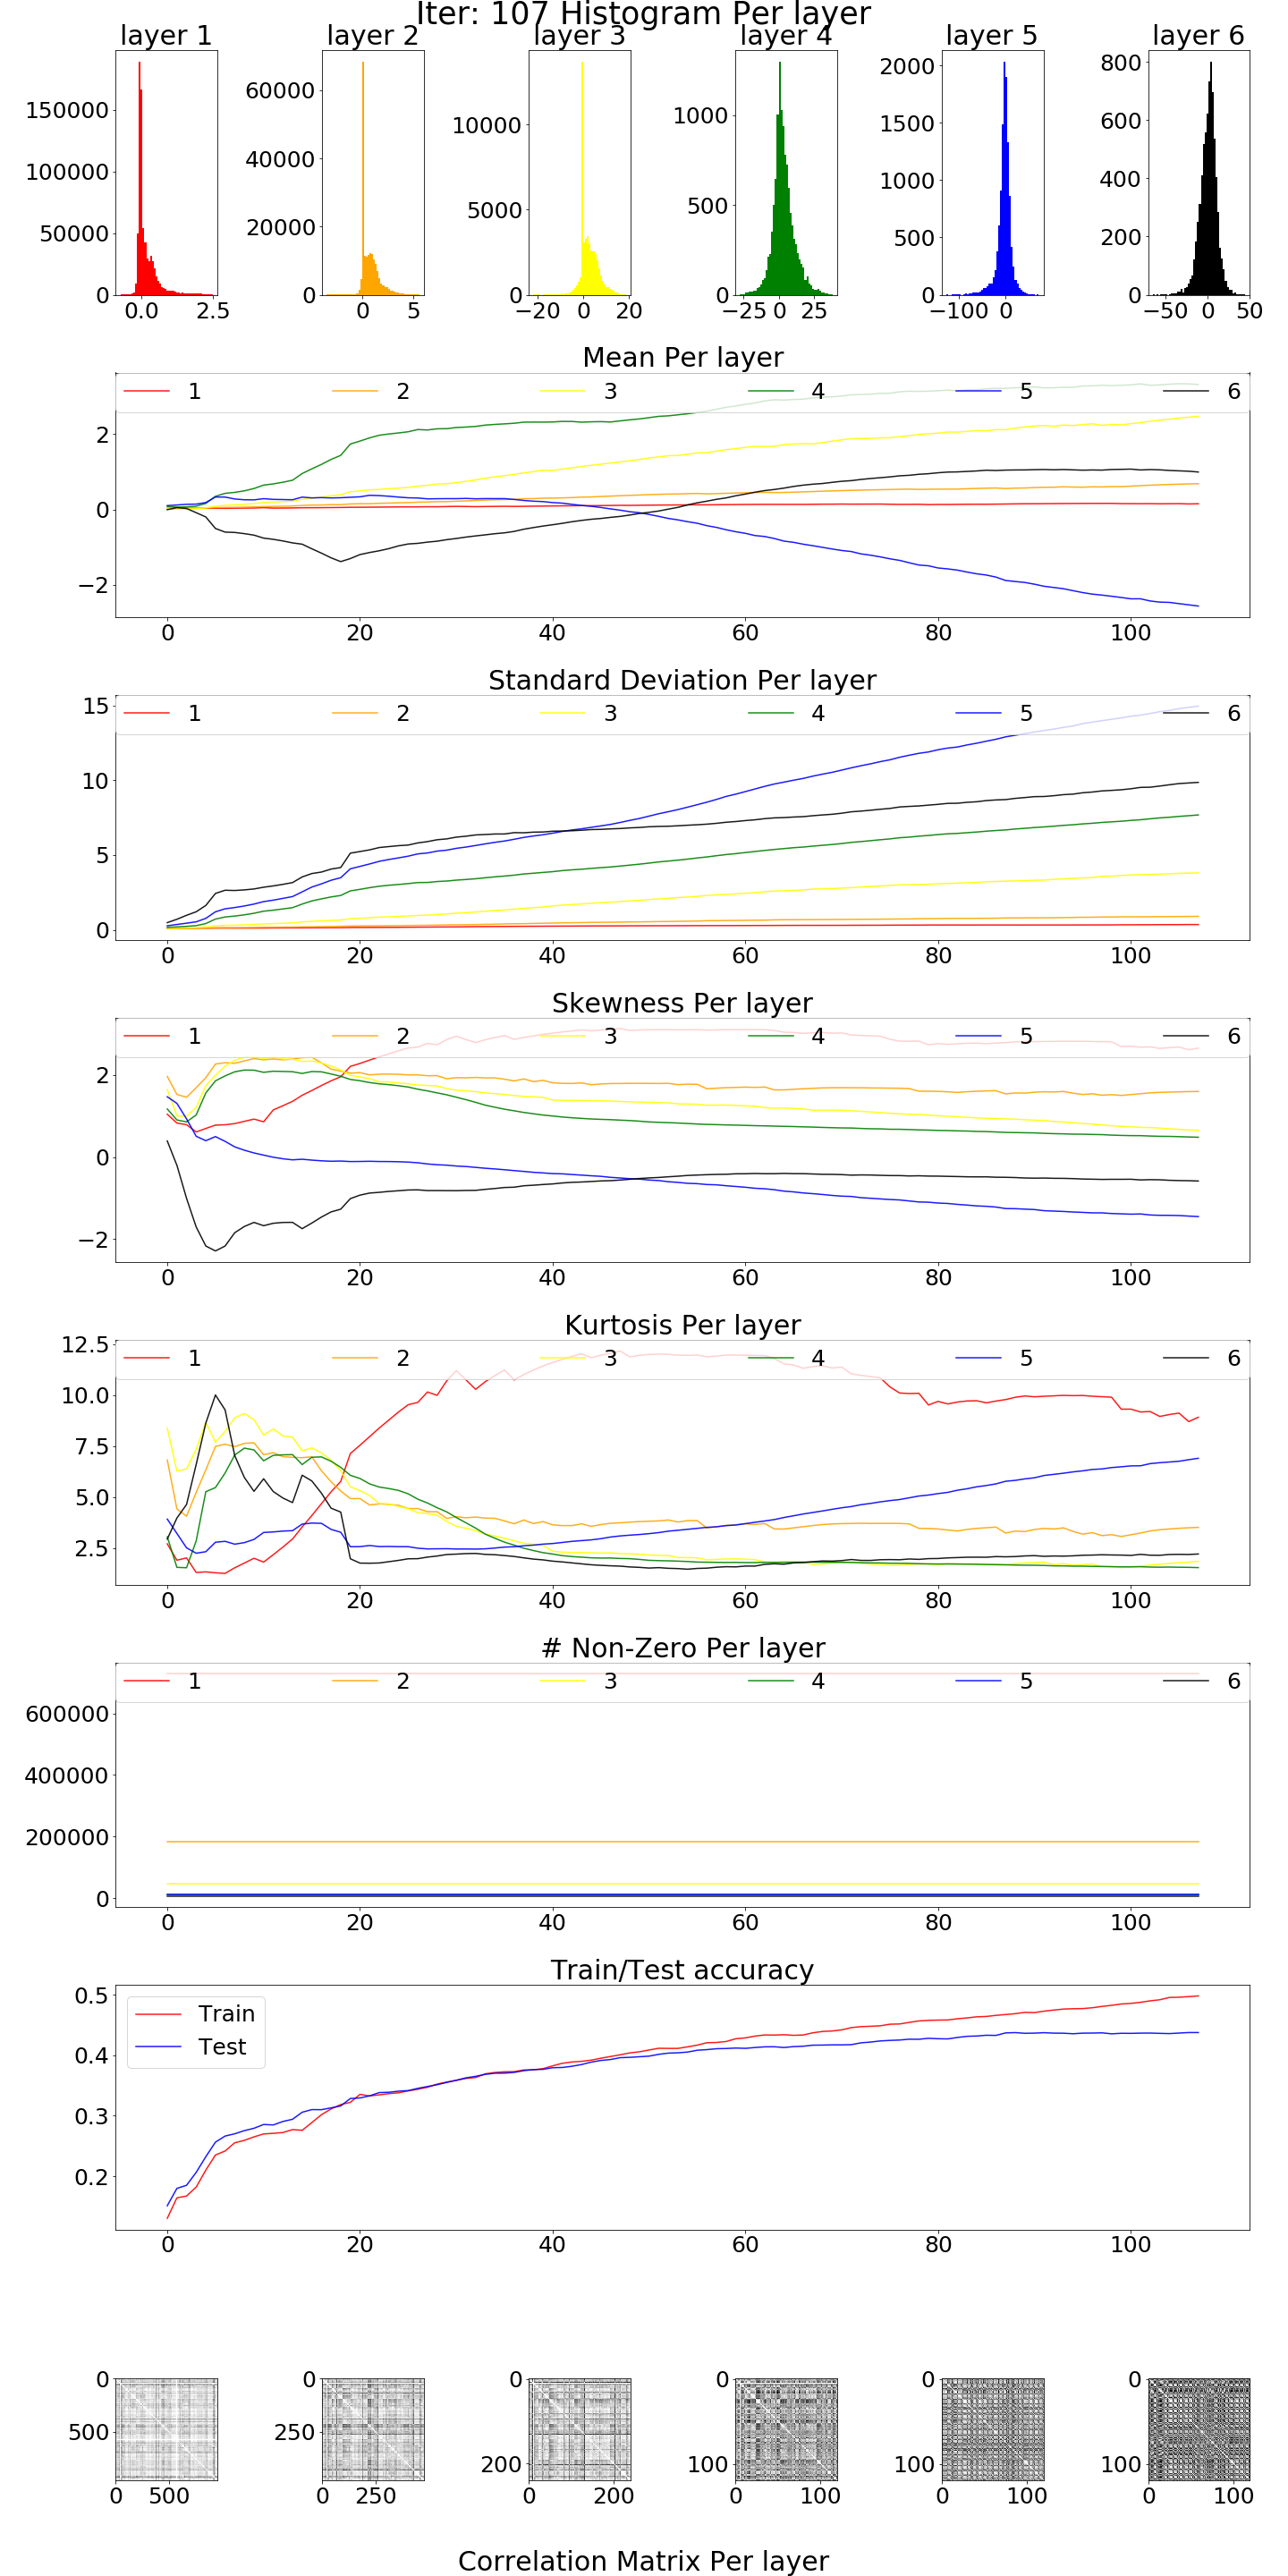 Iter: 107 Histogram Per layer
layer 1 layer 2 layer 3 layer 4 layer 5 layer 6
150000 100000 50000 0
0.0 2.5
60000 40000 20000 0
0 5
10000 5000 0
−20 0 20
1000 500 0
−25 0 25
2000 1500 1000 500 0
−100 0
800 600 400 200 0
−50 0 50
Mean Per layer
1 2 3 4 5 6
2
0
−2
0 20 40 60 80 100
Standard Deviation Per layer
15
1 2 3 4 5 6
10
5
0
0 20 40 60 80 100
Skewness Per layer
1 2 3 4 5 6
2
0
−2
0 20 40 60 80 100
Kurtosis Per layer
12.5
1 2 3 4 5 6
10.0
7.5
5.0
2.5
0 20 40 60 80 100
# Non-Zero Per layer
1 2 3 4 5 6
600000
400000
200000
0
0 20 40 60 80 100
Train/Test accuracy
0.5
Train
Test
0.4
0.3
0.2
0 20 40 60 80 100
0 0 0 0 0 0
500 250 200 100 100 100
0 500 0 250 0 200 0 100 0 100 0 100
Correlation Matrix Per layer